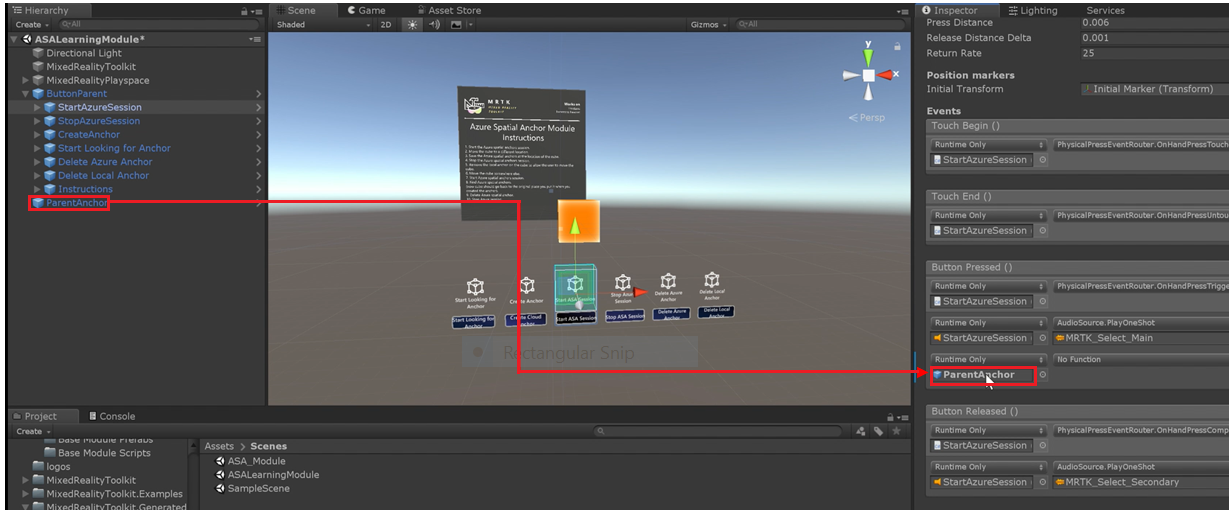 Hierarchy
Create
All
ASALearningModule*
Directional Light
MixedRealityToolkit
MixedRealityPlayspace
ButtonParent
StartAzureSession
StopAzureSession
CreateAnchor
Start Looking for Anchor
Delete Azure Anchor
Delete Local Anchor
Instructions
ParentAnchor
Scene
Game
Asset Store
Shaded
2D
Gizmos
All
y
x
Persp
MRTK
Azure Spatial Anchor Module
Instructions
Start Looking for
Anchor
Create Anchor
Start ASA Session
Stop ASA
Session
Delete Azure
Anchor
Delete Local
Anchor
Start Looking for
Anchor
Create Cloud
Anchor
Start ASA Session
Stop ASA Session
Delete Azure
Anchor
Delete Local
Anchor
Rectangular Snip
Project
Console
Create
Base Module Prefabs
Base Module Scripts
logos
MixedRealityToolkit
MixedRealityToolkit.Examples
MixedRealityToolkit.Generated
Assets > Scenes
ASA_Module
ASALearningModule
SampleScene
Inspector
Lighting
Services
Press Distance 0.006
Release Distance Delta 0.001
Return Rate 25
Position markers
Initial Transform Initial Marker (Transform)
Events
Touch Begin ()
Runtime Only PhysicalPressEventRouter.OnHandPressTouch
StartAzureSession
Touch End ()
Runtime Only PhysicalPressEventRouter.OnHandPressUntou
StartAzureSession
Button Pressed ()
Runtime Only PhysicalPressEventRouter.OnHandPressTrigge
StartAzureSession
Runtime Only AudioSource.PlayOneShot
StartAzureSession MRTK_Select_Main
Runtime Only No Function
ParentAnchor
Button Released ()
Runtime Only PhysicalPressEventRouter.OnHandPressComp
StartAzureSession
Runtime Only AudioSource.PlayOneShot
StartAzureSession MRTK_Select_Secondary